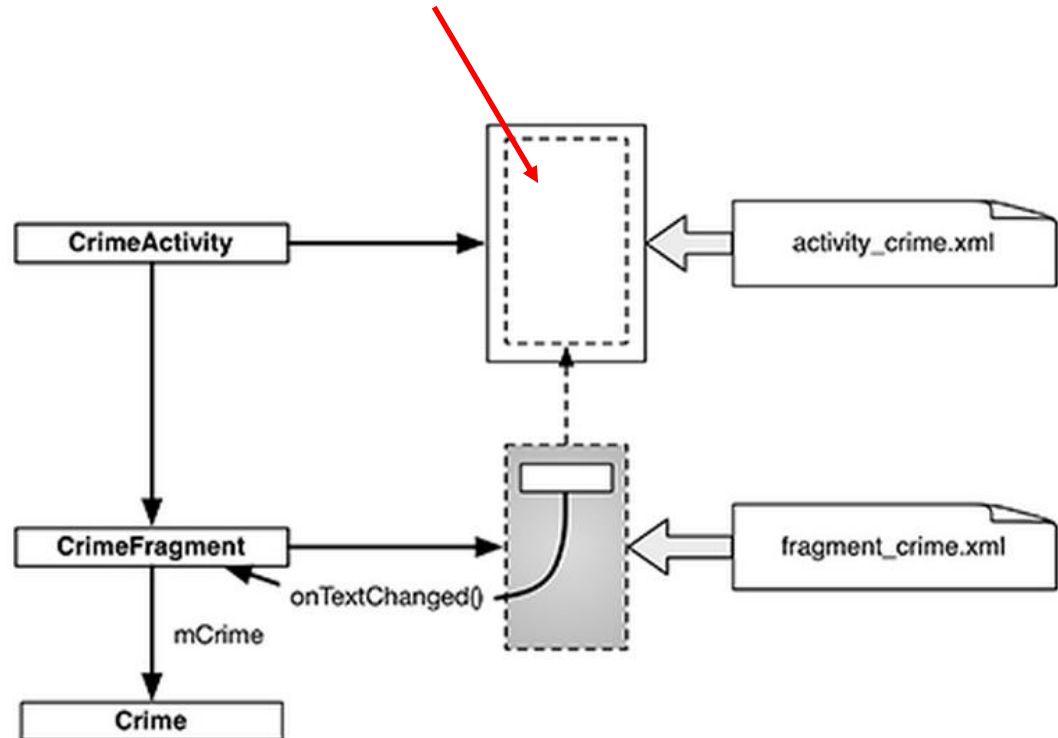 CrimeActivity
activity_crime.xml
CrimeFragment
fragment_crime.xml
onTextChanged()
mCrime
Crime